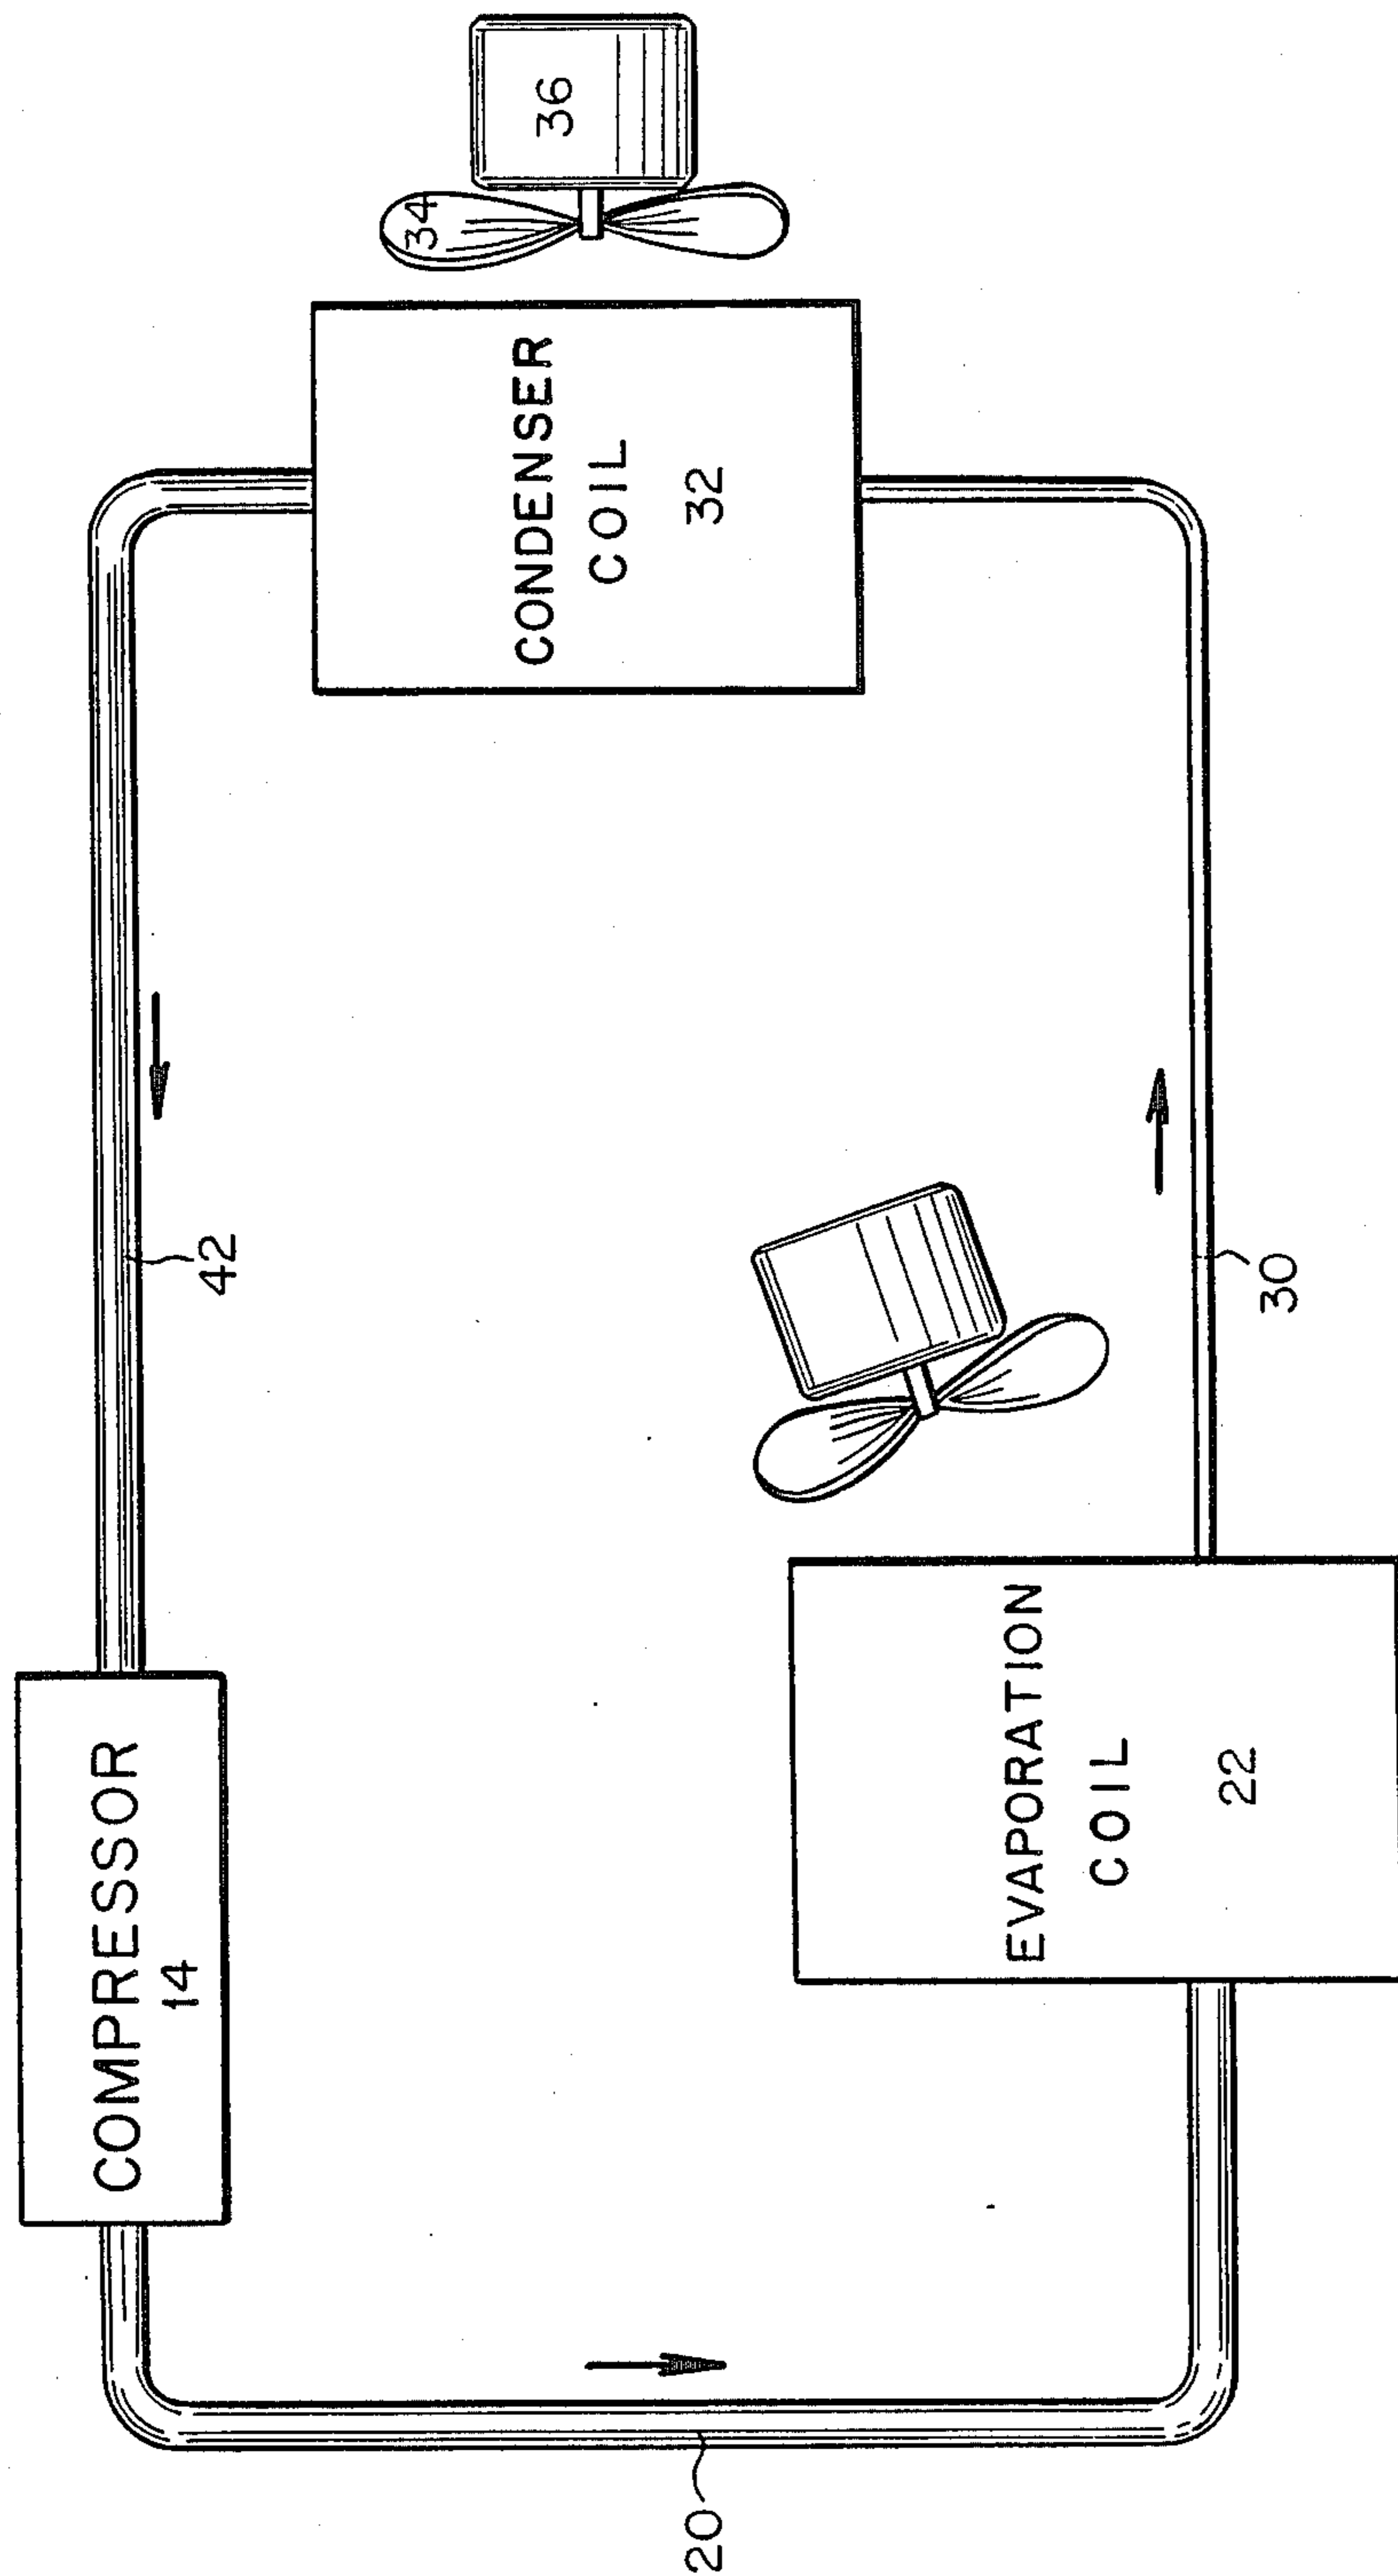 COMPRESSOR
14
42
CONDENSER
COIL
32
34
36
20
EVAPORATION
COIL
22
30